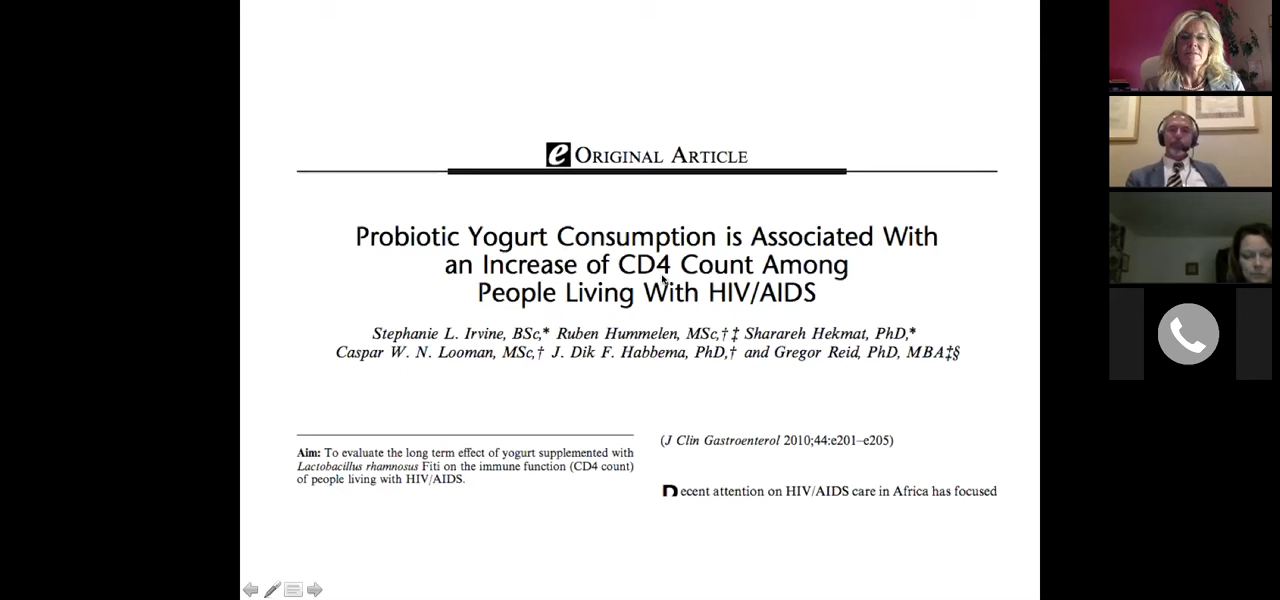 e ORIGINAL ARTICLE
Probiotic Yogurt Consumption is Associated With
an Increase of CD4 Count Among
People Living With HIV/AIDS
Stephanie L. Irvine, BSc,* Ruben Hummelen, MSc,†‡ Sharareh Hekmat, PhD,*
Caspar W. N. Looman, MSc,† J. Dik F. Habbema, PhD,† and Gregor Reid, PhD, MBA‡§
Aim: To evaluate the long term effect of yogurt supplemented with
Lactobacillus rhamnosus Fiti on the immune function (CD4 count)
of people living with HIV/AIDS.
(J Clin Gastroenterol 2010;44:e201–e205)
ecent attention on HIV/AIDS care in Africa has focused